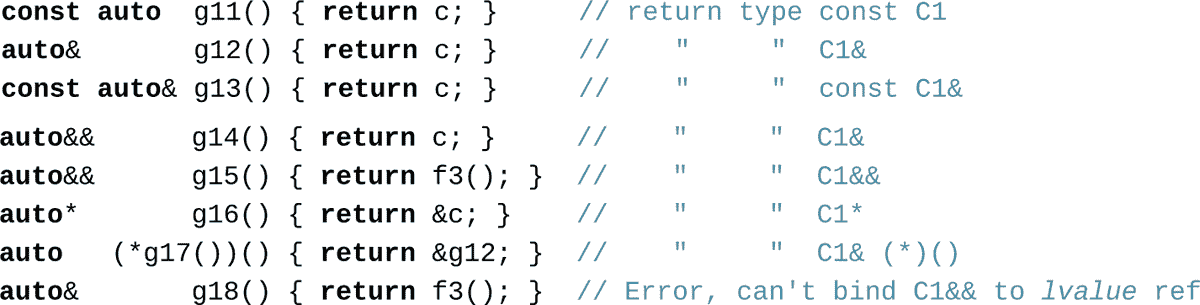 const auto  g11() { return c; }     // return type const C1
auto&       g12() { return c; }     //    "     "  C1&
const auto& g13() { return c; }     //    "     "  const C1&
auto&&      g14() { return c; }     //    "     "  C1&
auto&&      g15() { return f3(); }  //    "     "  C1&&
auto*       g16() { return &c; }    //    "     "  C1*
auto   (*g17())() { return &g12; }  //    "     "  C1& (*)()
auto&       g18() { return f3(); }  // Error, can't bind C1&& to lvalue ref